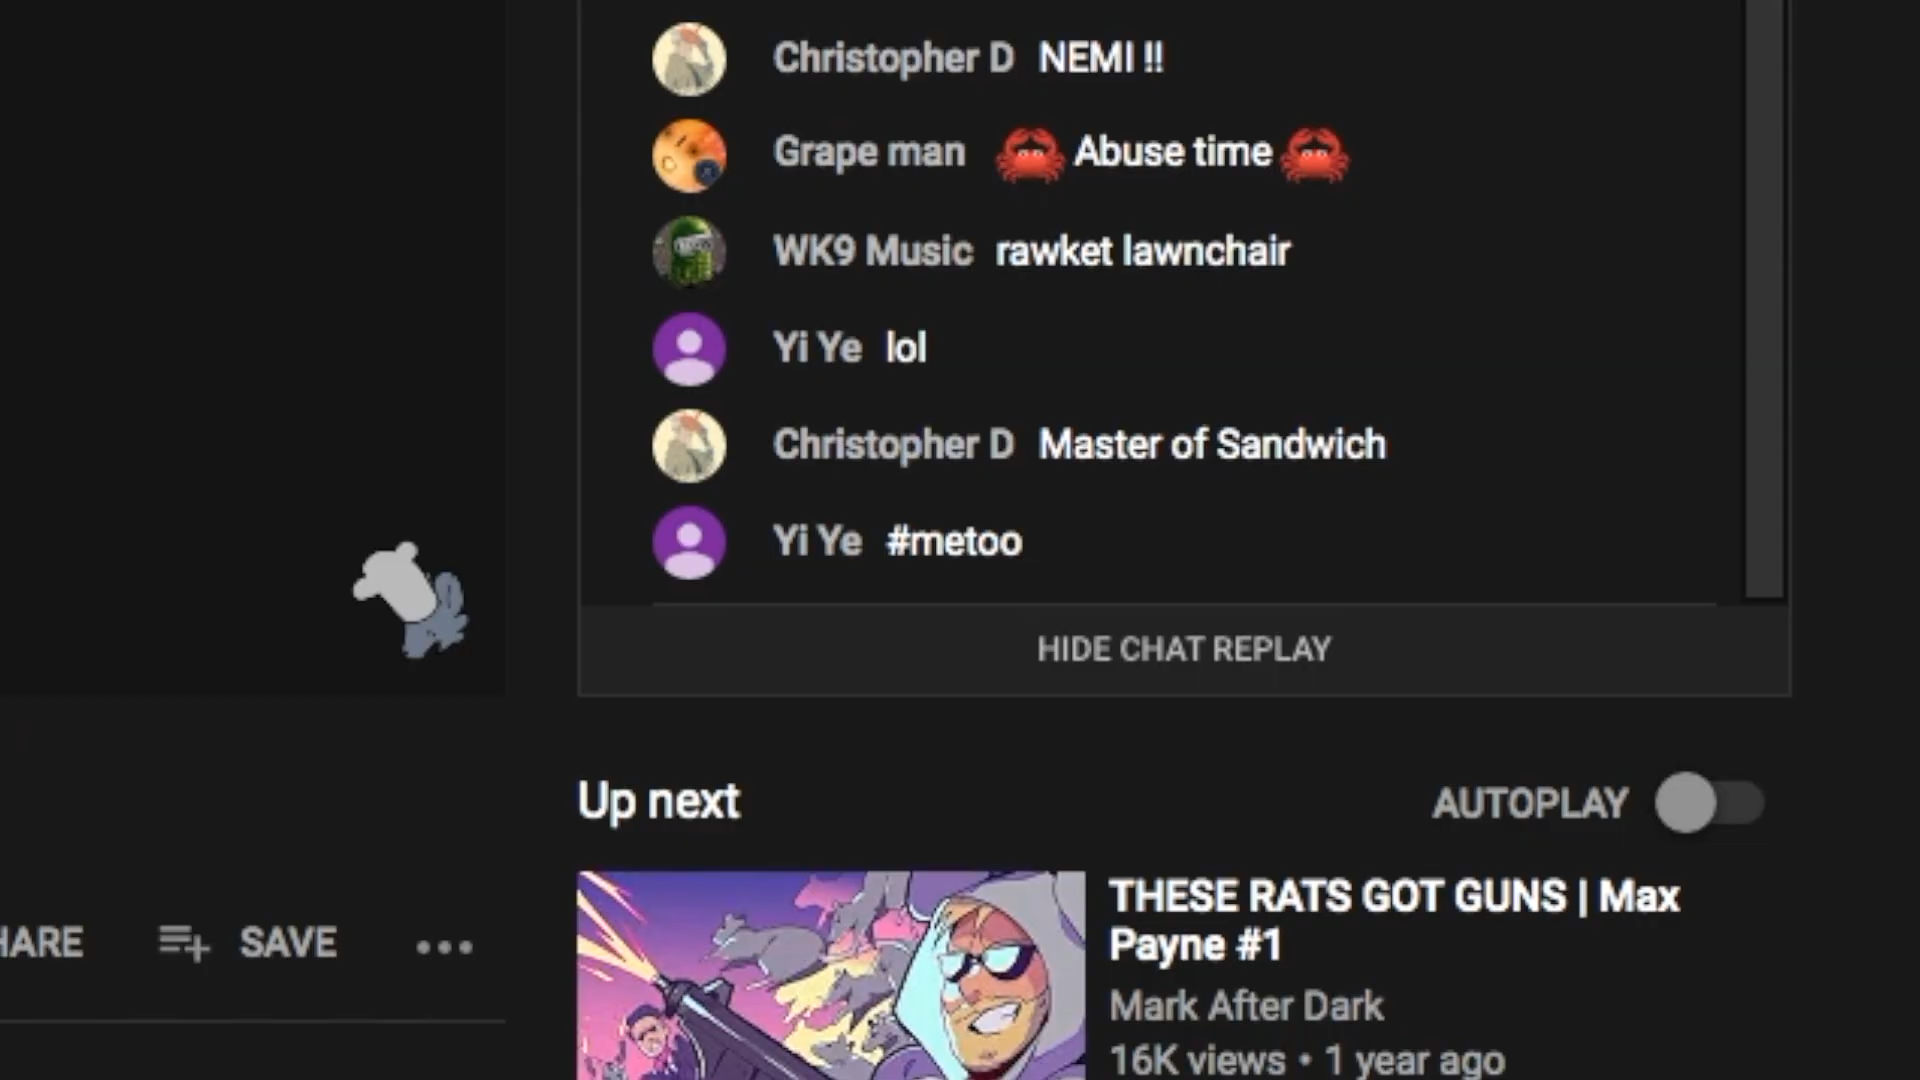 Christopher D NEMI !!
Grape man 🦀 Abuse time 🦀
WK9 Music rawket lawnchair
Yi Ye lol
Christopher D Master of Sandwich
Yi Ye #metoo
HIDE CHAT REPLAY
Up next
AUTOPLAY
HARE
SAVE
THESE RATS GOT GUNS | Max
Payne #1
Mark After Dark
16K views • 1 year ago